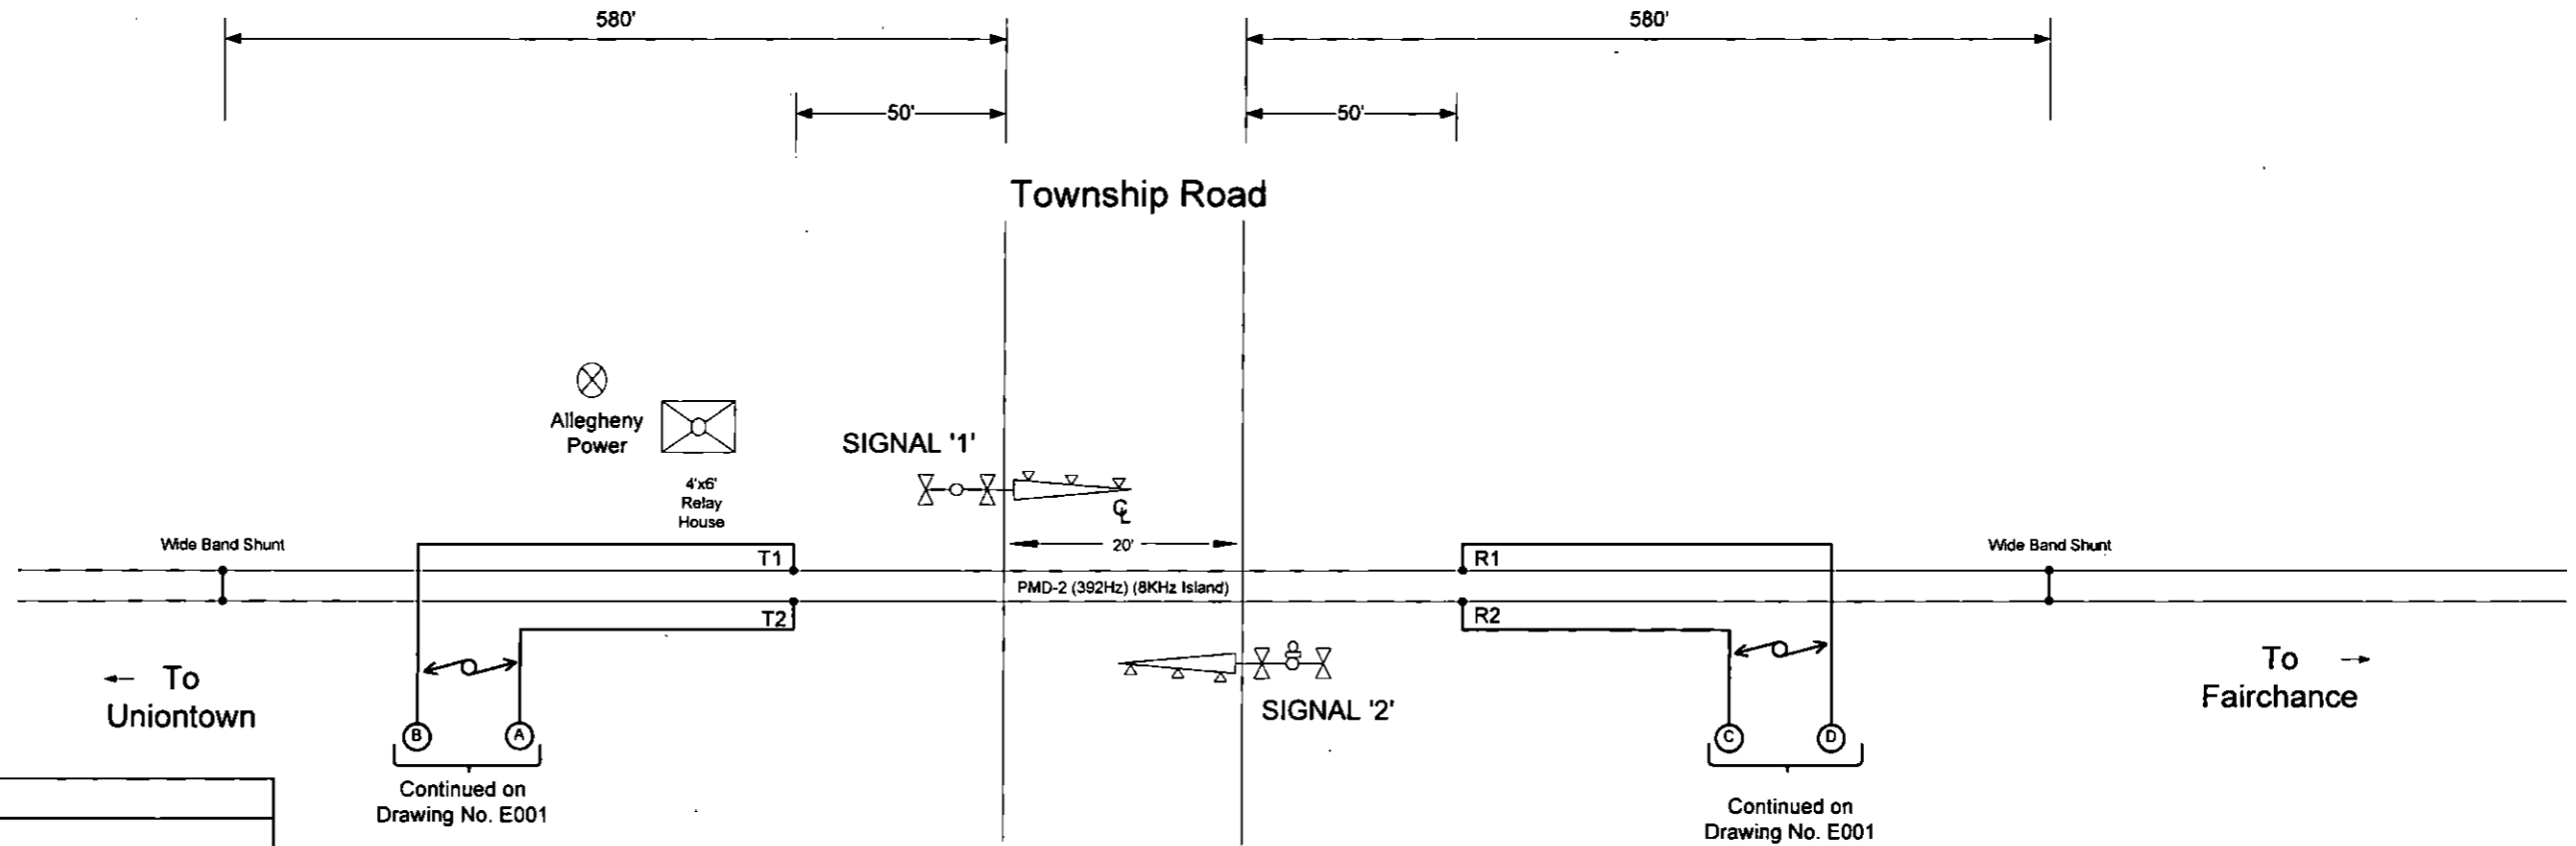 580'
580'
50'
50'
Township Road
Allegheny
Power
SIGNAL '1'
4'x6'
Relay
House
CL
Wide Band Shunt
T1
20'
R1
Wide Band Shunt
PMD-2 (392Hz) (8KHz Island)
T2
R2
To
Uniontown
SIGNAL '2'
To
Fairchance
B
A
C
D
Continued on
Drawing No. E001
Continued on
Drawing No. E001